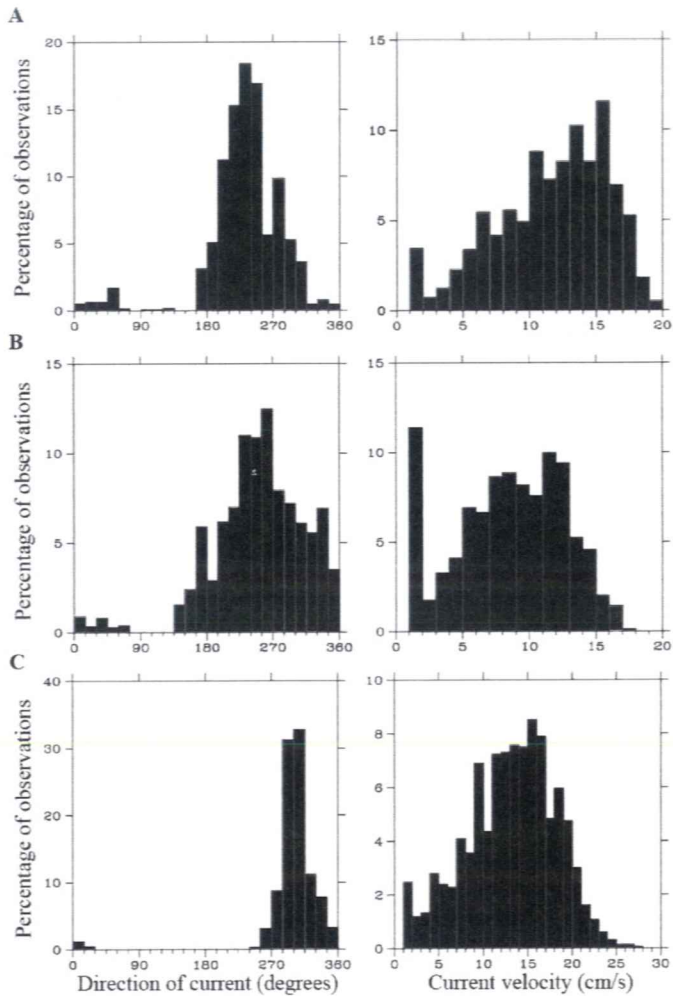 A
Percentage of observations
20
15
10
5
0
0 90 180 270 360
15
10
5
0
0 5 10 15 20
B
Percentage of observations
15
10
5
0
0 90 180 270 360
15
10
5
0
0 5 10 15 20
C
Percentage of observations
40
30
20
10
0
0 90 180 270 360
Direction of current (degrees)
10
8
6
4
2
0
0 5 10 15 20 25 30
Current velocity (cm/s)